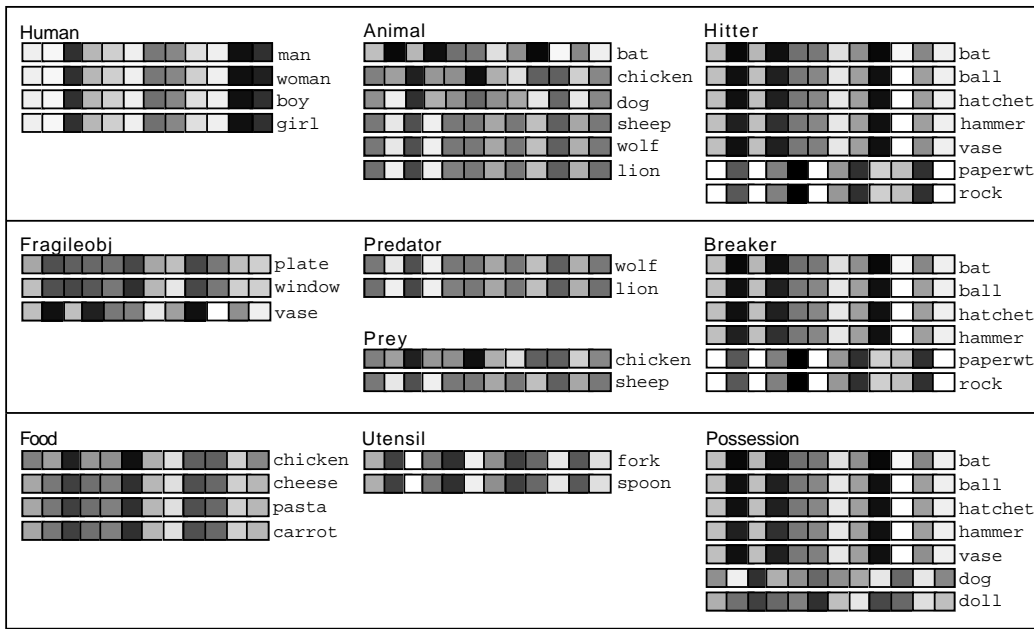 Human
man
woman
boy
girl
Animal
bat
chicken
dog
sheep
wolf
lion
Hitter
bat
ball
hatchet
hammer
vase
paperwt
rock
Fragileobj
plate
window
vase
Predator
wolf
lion
Prey
chicken
sheep
Breaker
bat
ball
hatchet
hammer
paperwt
rock
Food
chicken
cheese
pasta
carrot
Utensil
fork
spoon
Possession
bat
ball
hatchet
hammer
vase
dog
doll